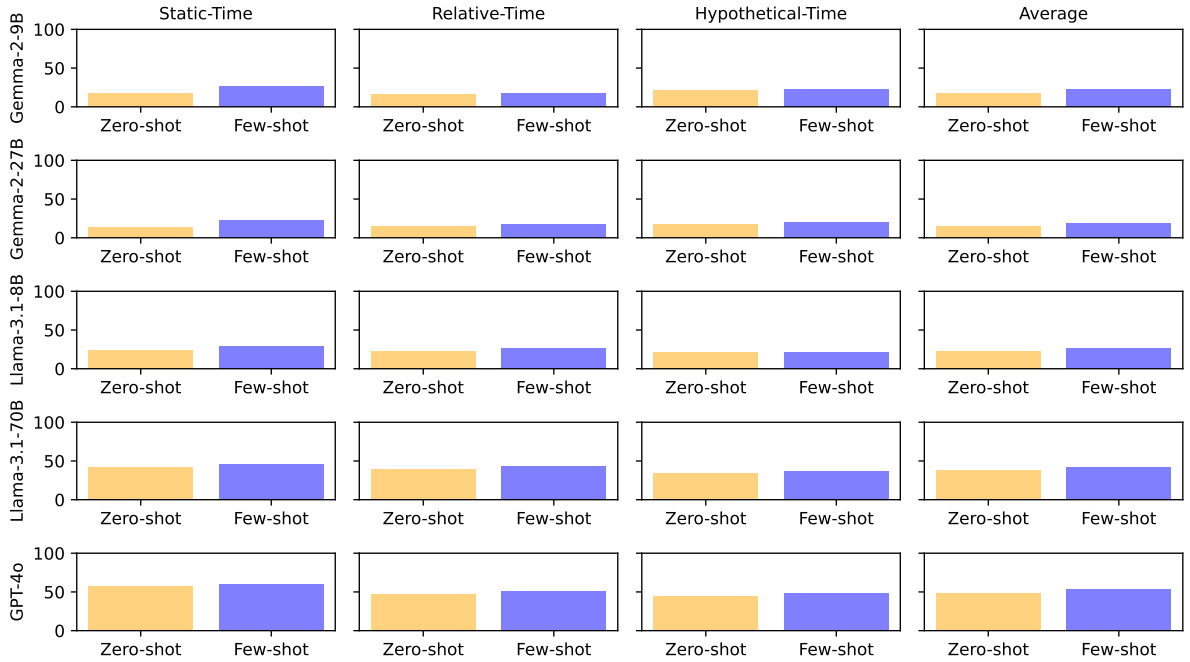 Static-Time Relative-Time Hypothetical-Time Average
Gemma-2-9B
100
50
0
Zero-shot Few-shot Zero-shot Few-shot Zero-shot Few-shot Zero-shot Few-shot
Gemma-2-27B
100
50
0
Zero-shot Few-shot Zero-shot Few-shot Zero-shot Few-shot Zero-shot Few-shot
Llama-3.1-8B
100
50
0
Zero-shot Few-shot Zero-shot Few-shot Zero-shot Few-shot Zero-shot Few-shot
Llama-3.1-70B
100
50
0
Zero-shot Few-shot Zero-shot Few-shot Zero-shot Few-shot Zero-shot Few-shot
GPT-4o
100
50
0
Zero-shot Few-shot Zero-shot Few-shot Zero-shot Few-shot Zero-shot Few-shot